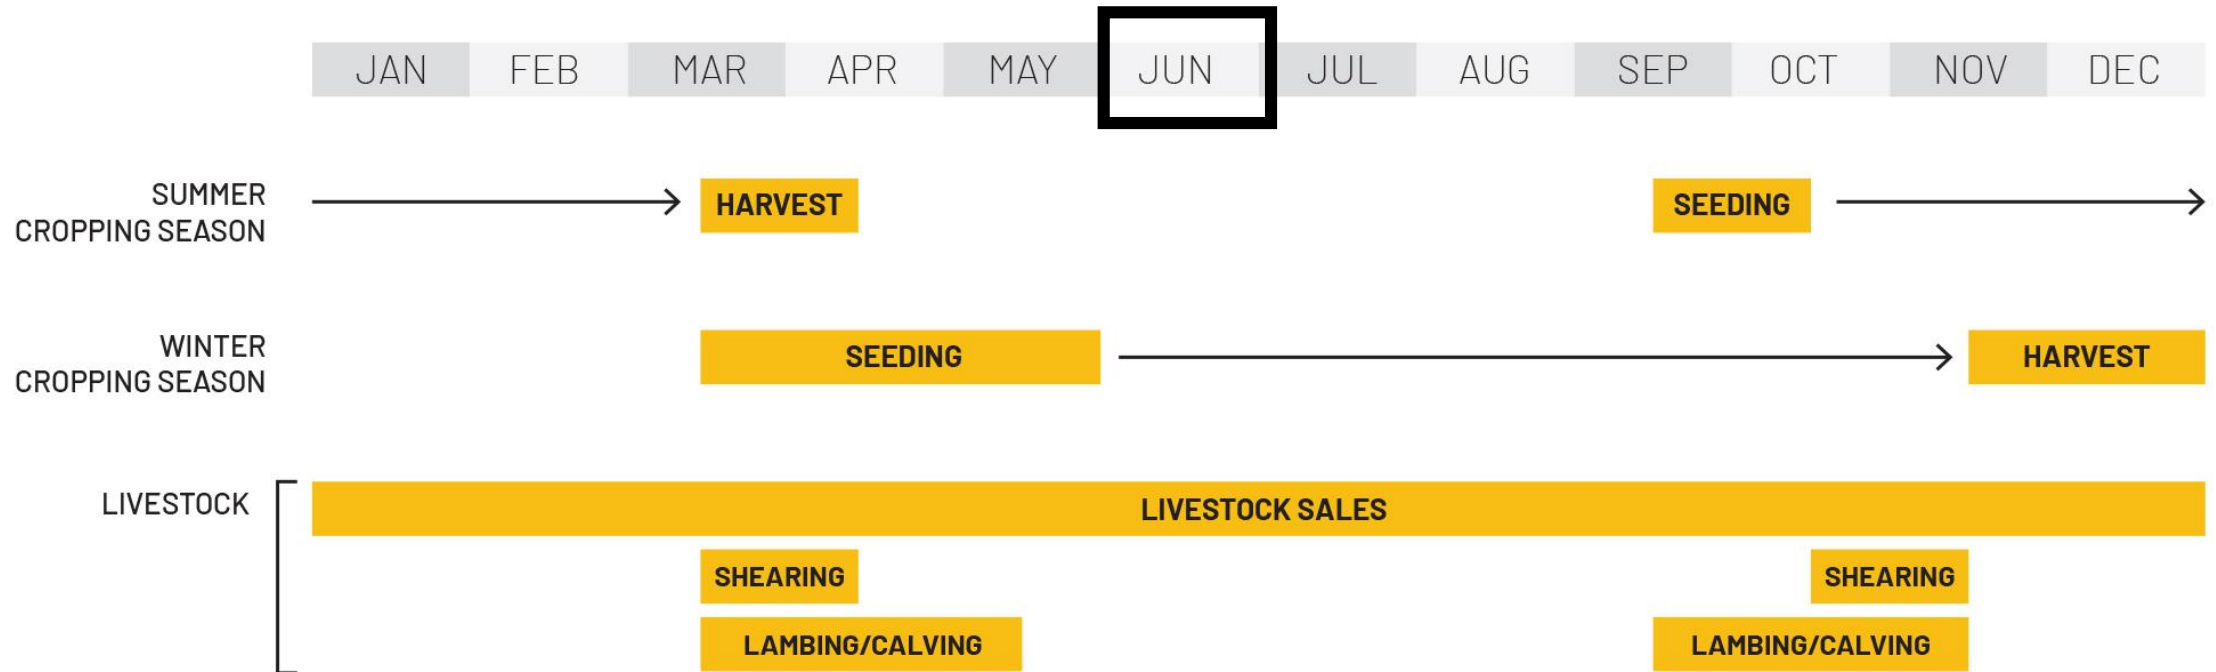 JAN FEB MAR APR MAY JUN JUL AUG SEP OCT NOV DEC
SUMMER
CROPPING SEASON
HARVEST
SEEDING
WINTER
CROPPING SEASON
SEEDING
HARVEST
LIVESTOCK
LIVESTOCK SALES
SHEARING
SHEARING
LAMBING/CALVING
LAMBING/CALVING